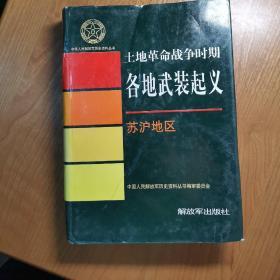 中国人民解放军历史资料丛书
土地革命战争时期
各地武装起义
苏沪地区
中国人民解放军历史资料丛书编审委员会
解放军出版社